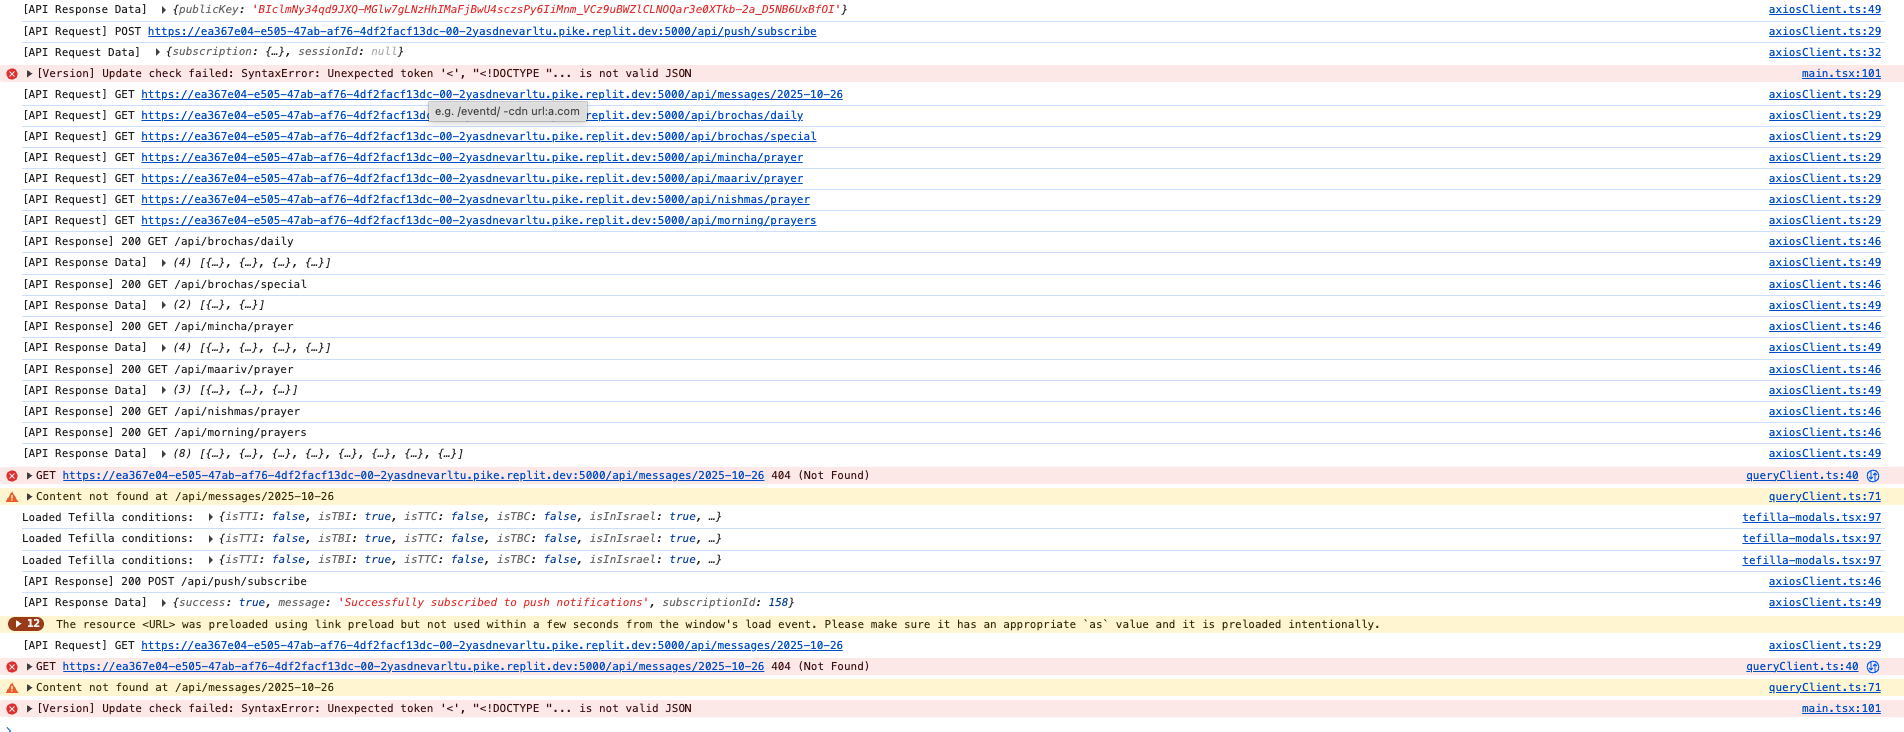 [API Response Data] ▸ {publicKey: 'BIclmNy34qd9JXQ-MGlw7gLNzHhIMaFjBwU4sczsPy6IiMnm_VCz9uBWZlCLNOQar3e0XTkb-2a_D5NB6UxBfOI'} axiosClient.ts:49
[API Request] POST https://ea367e04-e505-47ab-af76-4df2facf13dc-00-2yasdnevarltu.pike.replit.dev:5000/api/push/subscribe axiosClient.ts:29
[API Request Data] ▸ {subscription: {…}, sessionId: null} axiosClient.ts:32
▸ [Version] Update check failed: SyntaxError: Unexpected token '<', "<!DOCTYPE "... is not valid JSON main.tsx:101
[API Request] GET https://ea367e04-e505-47ab-af76-4df2facf13dc-00-2yasdnevarltu.pike.replit.dev:5000/api/messages/2025-10-26 axiosClient.ts:29
e.g. /eventd/ -cdn url:a.com
[API Request] GET https://ea367e04-e505-47ab-af76-4df2facf13dc replit.dev:5000/api/brochas/daily axiosClient.ts:29
[API Request] GET https://ea367e04-e505-47ab-af76-4df2facf13dc-00-2yasdnevarltu.pike.replit.dev:5000/api/brochas/special axiosClient.ts:29
[API Request] GET https://ea367e04-e505-47ab-af76-4df2facf13dc-00-2yasdnevarltu.pike.replit.dev:5000/api/mincha/prayer axiosClient.ts:29
[API Request] GET https://ea367e04-e505-47ab-af76-4df2facf13dc-00-2yasdnevarltu.pike.replit.dev:5000/api/maariv/prayer axiosClient.ts:29
[API Request] GET https://ea367e04-e505-47ab-af76-4df2facf13dc-00-2yasdnevarltu.pike.replit.dev:5000/api/nishmas/prayer axiosClient.ts:29
[API Request] GET https://ea367e04-e505-47ab-af76-4df2facf13dc-00-2yasdnevarltu.pike.replit.dev:5000/api/morning/prayers axiosClient.ts:29
[API Response] 200 GET /api/brochas/daily axiosClient.ts:46
[API Response Data] ▸ (4) [{…}, {…}, {…}, {…}] axiosClient.ts:49
[API Response] 200 GET /api/brochas/special axiosClient.ts:46
[API Response Data] ▸ (2) [{…}, {…}] axiosClient.ts:49
[API Response] 200 GET /api/mincha/prayer axiosClient.ts:46
[API Response Data] ▸ (4) [{…}, {…}, {…}, {…}] axiosClient.ts:49
[API Response] 200 GET /api/maariv/prayer axiosClient.ts:46
[API Response Data] ▸ (3) [{…}, {…}, {…}] axiosClient.ts:49
[API Response] 200 GET /api/nishmas/prayer axiosClient.ts:46
[API Response] 200 GET /api/morning/prayers axiosClient.ts:46
[API Response Data] ▸ (8) [{…}, {…}, {…}, {…}, {…}, {…}, {…}, {…}] axiosClient.ts:49
▸ GET https://ea367e04-e505-47ab-af76-4df2facf13dc-00-2yasdnevarltu.pike.replit.dev:5000/api/messages/2025-10-26 404 (Not Found) queryClient.ts:40
▸ Content not found at /api/messages/2025-10-26 queryClient.ts:71
Loaded Tefilla conditions: ▸ {isTTI: false, isTBI: true, isTTC: false, isTBC: false, isInIsrael: true, …} tefilla-modals.tsx:97
Loaded Tefilla conditions: ▸ {isTTI: false, isTBI: true, isTTC: false, isTBC: false, isInIsrael: true, …} tefilla-modals.tsx:97
Loaded Tefilla conditions: ▸ {isTTI: false, isTBI: true, isTTC: false, isTBC: false, isInIsrael: true, …} tefilla-modals.tsx:97
[API Response] 200 POST /api/push/subscribe axiosClient.ts:46
[API Response Data] ▸ {success: true, message: 'Successfully subscribed to push notifications', subscriptionId: 158} axiosClient.ts:49
▸ 12 The resource <URL> was preloaded using link preload but not used within a few seconds from the window's load event. Please make sure it has an appropriate `as` value and it is preloaded intentionally.
[API Request] GET https://ea367e04-e505-47ab-af76-4df2facf13dc-00-2yasdnevarltu.pike.replit.dev:5000/api/messages/2025-10-26 axiosClient.ts:29
▸ GET https://ea367e04-e505-47ab-af76-4df2facf13dc-00-2yasdnevarltu.pike.replit.dev:5000/api/messages/2025-10-26 404 (Not Found) queryClient.ts:40
▸ Content not found at /api/messages/2025-10-26 queryClient.ts:71
▸ [Version] Update check failed: SyntaxError: Unexpected token '<', "<!DOCTYPE "... is not valid JSON main.tsx:101